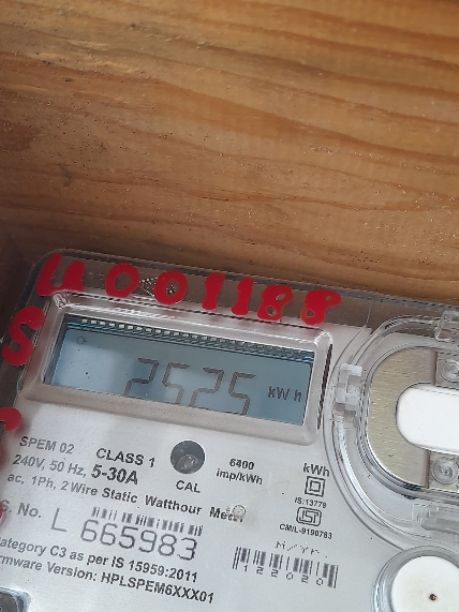 U001188
S
2525 kWh
SPEM 02 CLASS 1 6400 kWh
240V, 50 Hz, 5-30A CAL imp/kWh
ac, 1Ph, 2 Wire Static Watthour Meter IS:13779
S. No. L 665983 CM/L-9190783
ategory C3 as per IS 15959:2011 122020
rmware Version: HPLSPEM6XXX01